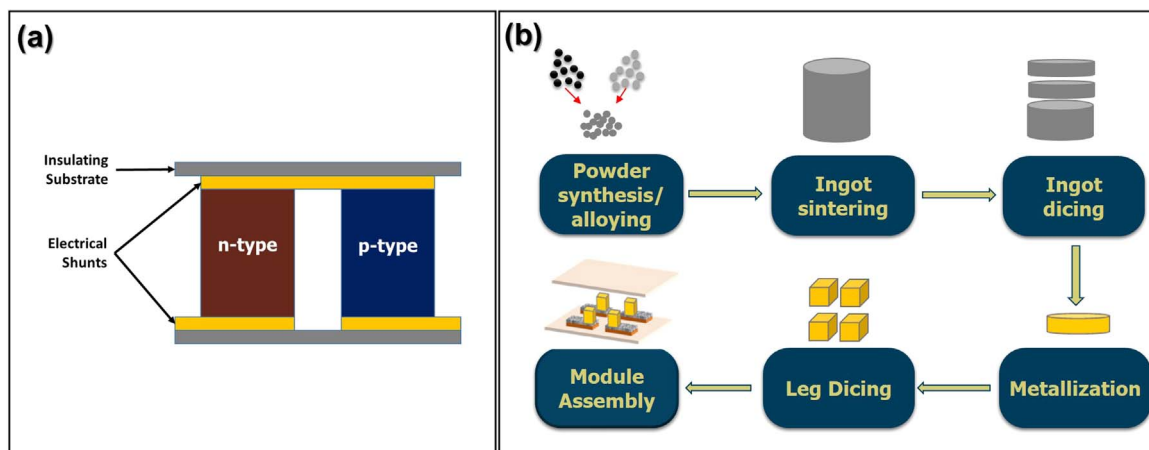 (a)
Insulating
Substrate
Electrical
Shunts
n-type
p-type
(b)
Powder
synthesis/
alloying
Ingot
sintering
Ingot
dicing
Metallization
Leg Dicing
Module
Assembly